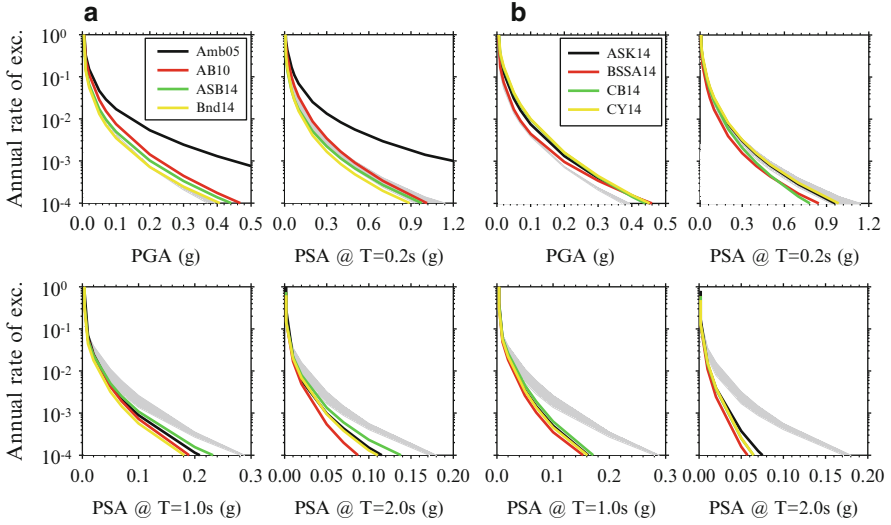 a
b
Annual rate of exc.
10⁰
10⁻¹
10⁻²
10⁻³
10⁻⁴
Amb05
AB10
ASB14
Bnd14
0.0 0.1 0.2 0.3 0.4 0.5
PGA (g)
0.0 0.3 0.6 0.9 1.2
PSA @ T=0.2s (g)
ASK14
BSSA14
CB14
CY14
0.0 0.1 0.2 0.3 0.4 0.5
PGA (g)
0.0 0.3 0.6 0.9 1.2
PSA @ T=0.2s (g)
Annual rate of exc.
10⁰
10⁻¹
10⁻²
10⁻³
10⁻⁴
0.0 0.1 0.2 0.3
PSA @ T=1.0s (g)
0.00 0.05 0.10 0.15 0.20
PSA @ T=2.0s (g)
0.0 0.1 0.2 0.3
PSA @ T=1.0s (g)
0.00 0.05 0.10 0.15 0.20
PSA @ T=2.0s (g)